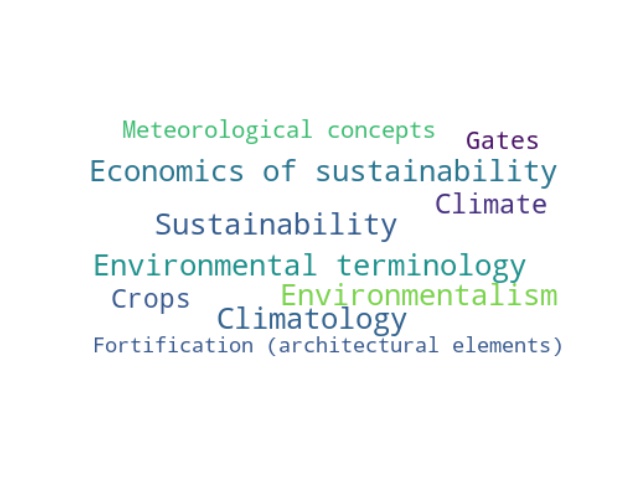 Meteorological concepts
Gates
Economics of sustainability
Climate
Sustainability
Environmental terminology
Crops
Environmentalism
Climatology
Fortification (architectural elements)